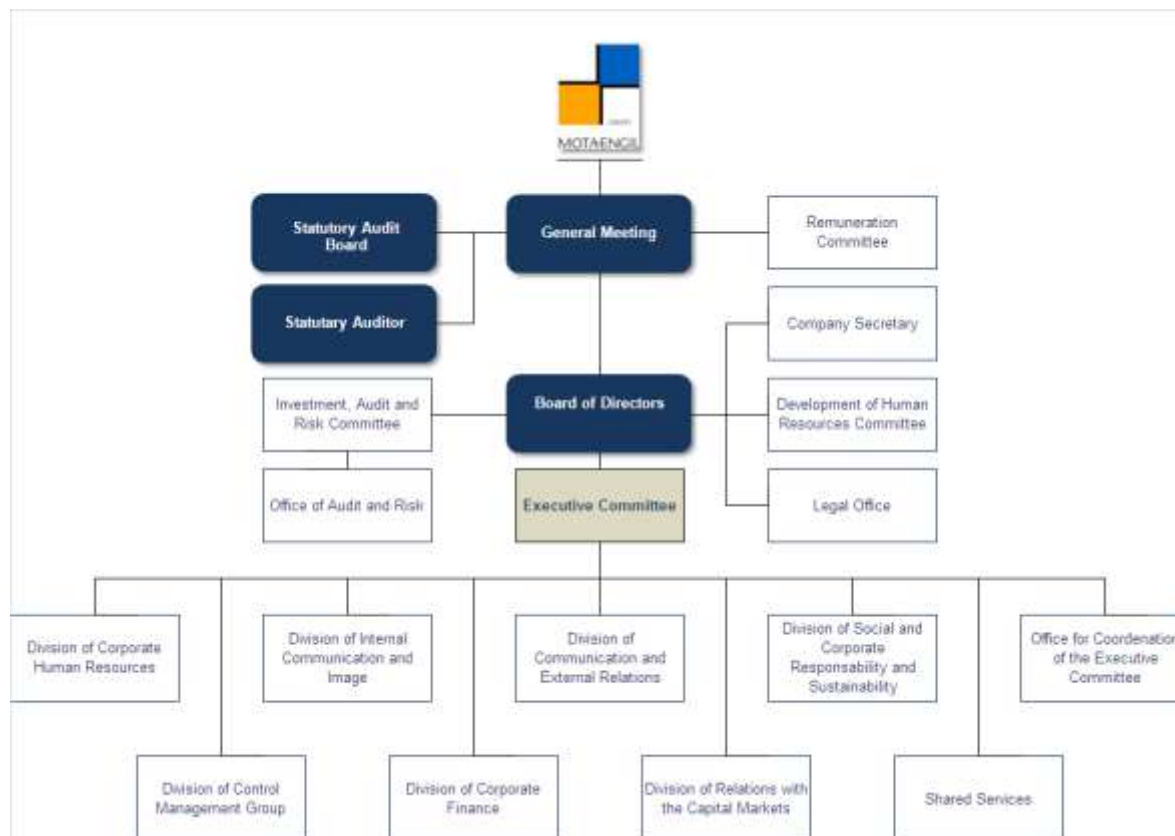 MOTAENGIL
Statutory Audit
Board
General Meeting
Remuneration
Committee
Statutary Auditor
Company Secretary
Investment, Audit and
Risk Committee
Board of Directors
Development of Human
Resources Committee
Office of Audit and Risk
Executive Committee
Legal Office
Division of Corporate
Human Resources
Division of Internal
Communication and
Image
Division of
Communication and
External Relations
Division of Social and
Corporate
Responsability and
Sustainability
Office for Coordenation
of the Executive
Committee
Division of Control
Management Group
Division of Corporate
Finance
Division of Relations with
the Capital Markets
Shared Services